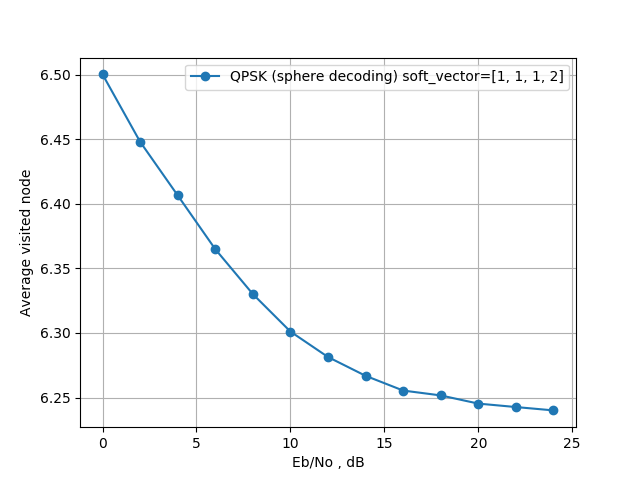 QPSK (sphere decoding) soft_vector=[1, 1, 1, 2]
6.50
6.45
6.40
6.35
6.30
6.25
Average visited node
0 5 10 15 20 25
Eb/No , dB